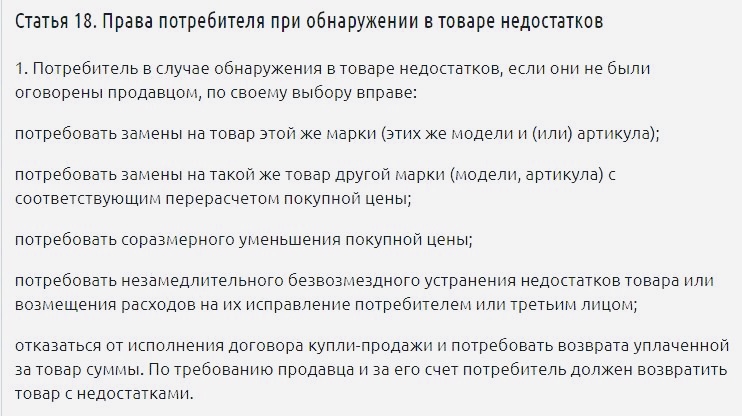 Статья 18. Права потребителя при обнаружении в товаре недостатков
1. Потребитель в случае обнаружения в товаре недостатков, если они не были
оговорены продавцом, по своему выбору вправе:
потребовать замены на товар этой же марки (этих же модели и (или) артикула);
потребовать замены на такой же товар другой марки (модели, артикула) с
соответствующим перерасчетом покупной цены;
потребовать соразмерного уменьшения покупной цены;
потребовать незамедлительного безвозмездного устранения недостатков товара или
возмещения расходов на их исправление потребителем или третьим лицом;
отказаться от исполнения договора купли-продажи и потребовать возврата уплаченной
за товар суммы. По требованию продавца и за его счет потребитель должен возвратить
товар с недостатками.